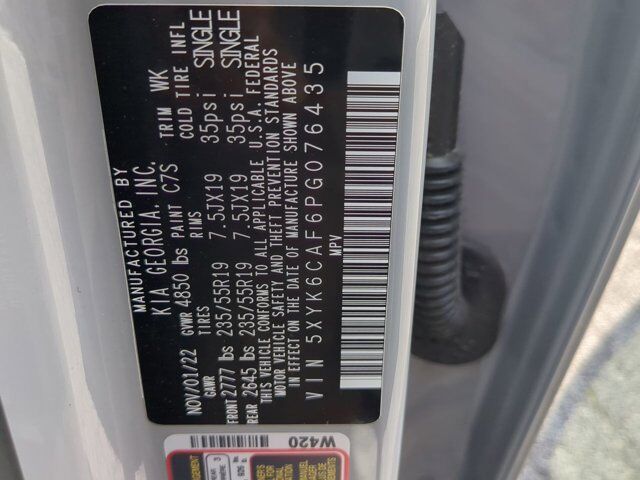 MANUFACTURED BY
KIA GEORGIA, INC.
NOV/01/22 GVWR 4850 lbs PAINT C7S TRIM WK
GAWR TIRES RIMS COLD TIRE INFL
FRONT 2777 lbs 235/55R19 7.5JX19 35psi SINGLE
REAR 2645 lbs 235/55R19 7.5JX19 35psi SINGLE
THIS VEHICLE CONFORMS TO ALL APPLICABLE U.S.A. FEDERAL
MOTOR VEHICLE SAFETY AND THEFT PREVENTION STANDARDS
IN EFFECT ON THE DATE OF MANUFACTURE SHOWN ABOVE
VIN 5XYK6CAF6PG076435
MPV
W420